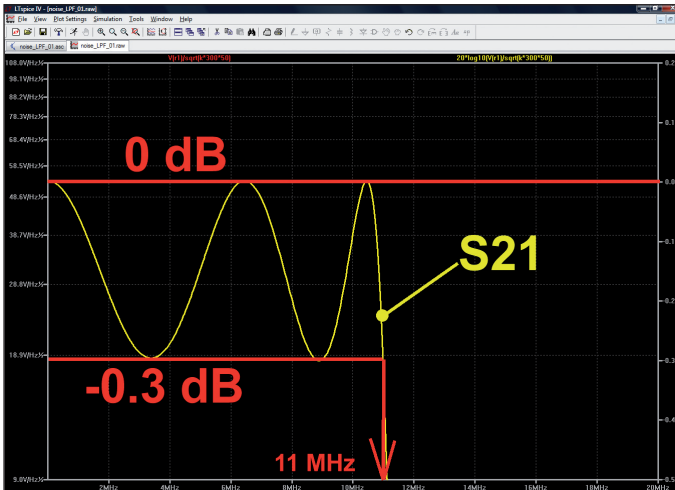 LTspice IV - [noise_LPF_01.raw]
File View Plot Settings Simulation Tools Window Help
noise_LPF_01.asc noise_LPF_01.raw
V(r1)/sqrt(k*300*50) 20*log10(V(r1)/sqrt(k*300*50))
108.0V/Hz½
98.1V/Hz½
88.2V/Hz½
78.3V/Hz½
68.4V/Hz½
58.5V/Hz½
48.6V/Hz½
38.7V/Hz½
28.8V/Hz½
18.9V/Hz½
9.0V/Hz½
0.2
0.1
0.0
-0.1
-0.2
-0.3
-0.4
-0.5
0 dB
S21
-0.3 dB
11 MHz
2MHz 4MHz 6MHz 8MHz 10MHz 12MHz 14MHz 16MHz 18MHz 20MHz